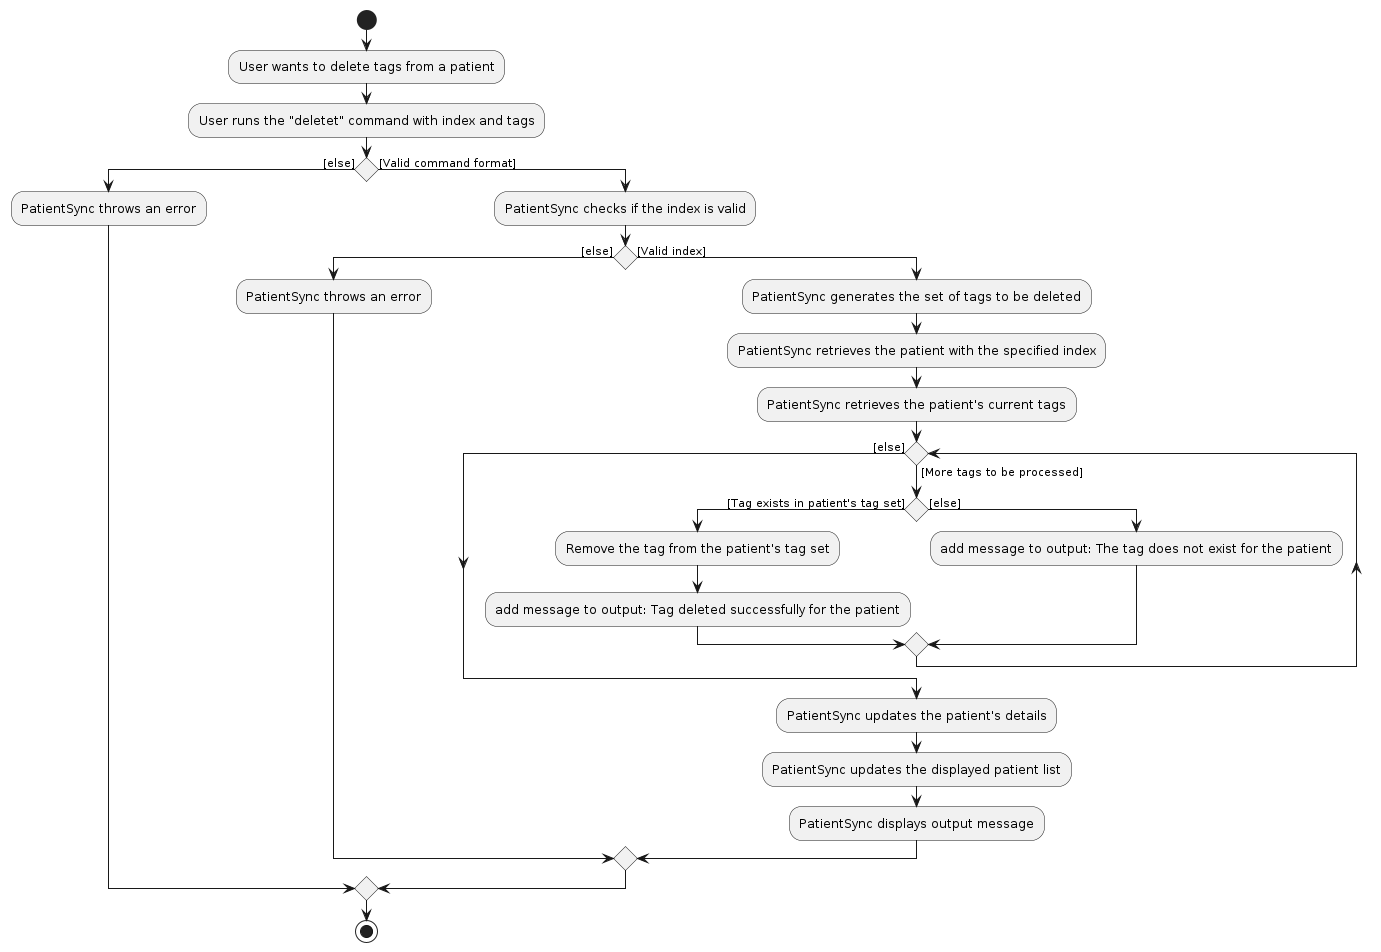 User wants to delete tags from a patient
User runs the "deletet" command with index and tags
[else]
[Valid command format]
PatientSync throws an error
PatientSync checks if the index is valid
[else]
[Valid index]
PatientSync throws an error
PatientSync generates the set of tags to be deleted
PatientSync retrieves the patient with the specified index
PatientSync retrieves the patient's current tags
[else]
[More tags to be processed]
[Tag exists in patient's tag set]
[else]
Remove the tag from the patient's tag set
add message to output: The tag does not exist for the patient
add message to output: Tag deleted successfully for the patient
PatientSync updates the patient's details
PatientSync updates the displayed patient list
PatientSync displays output message